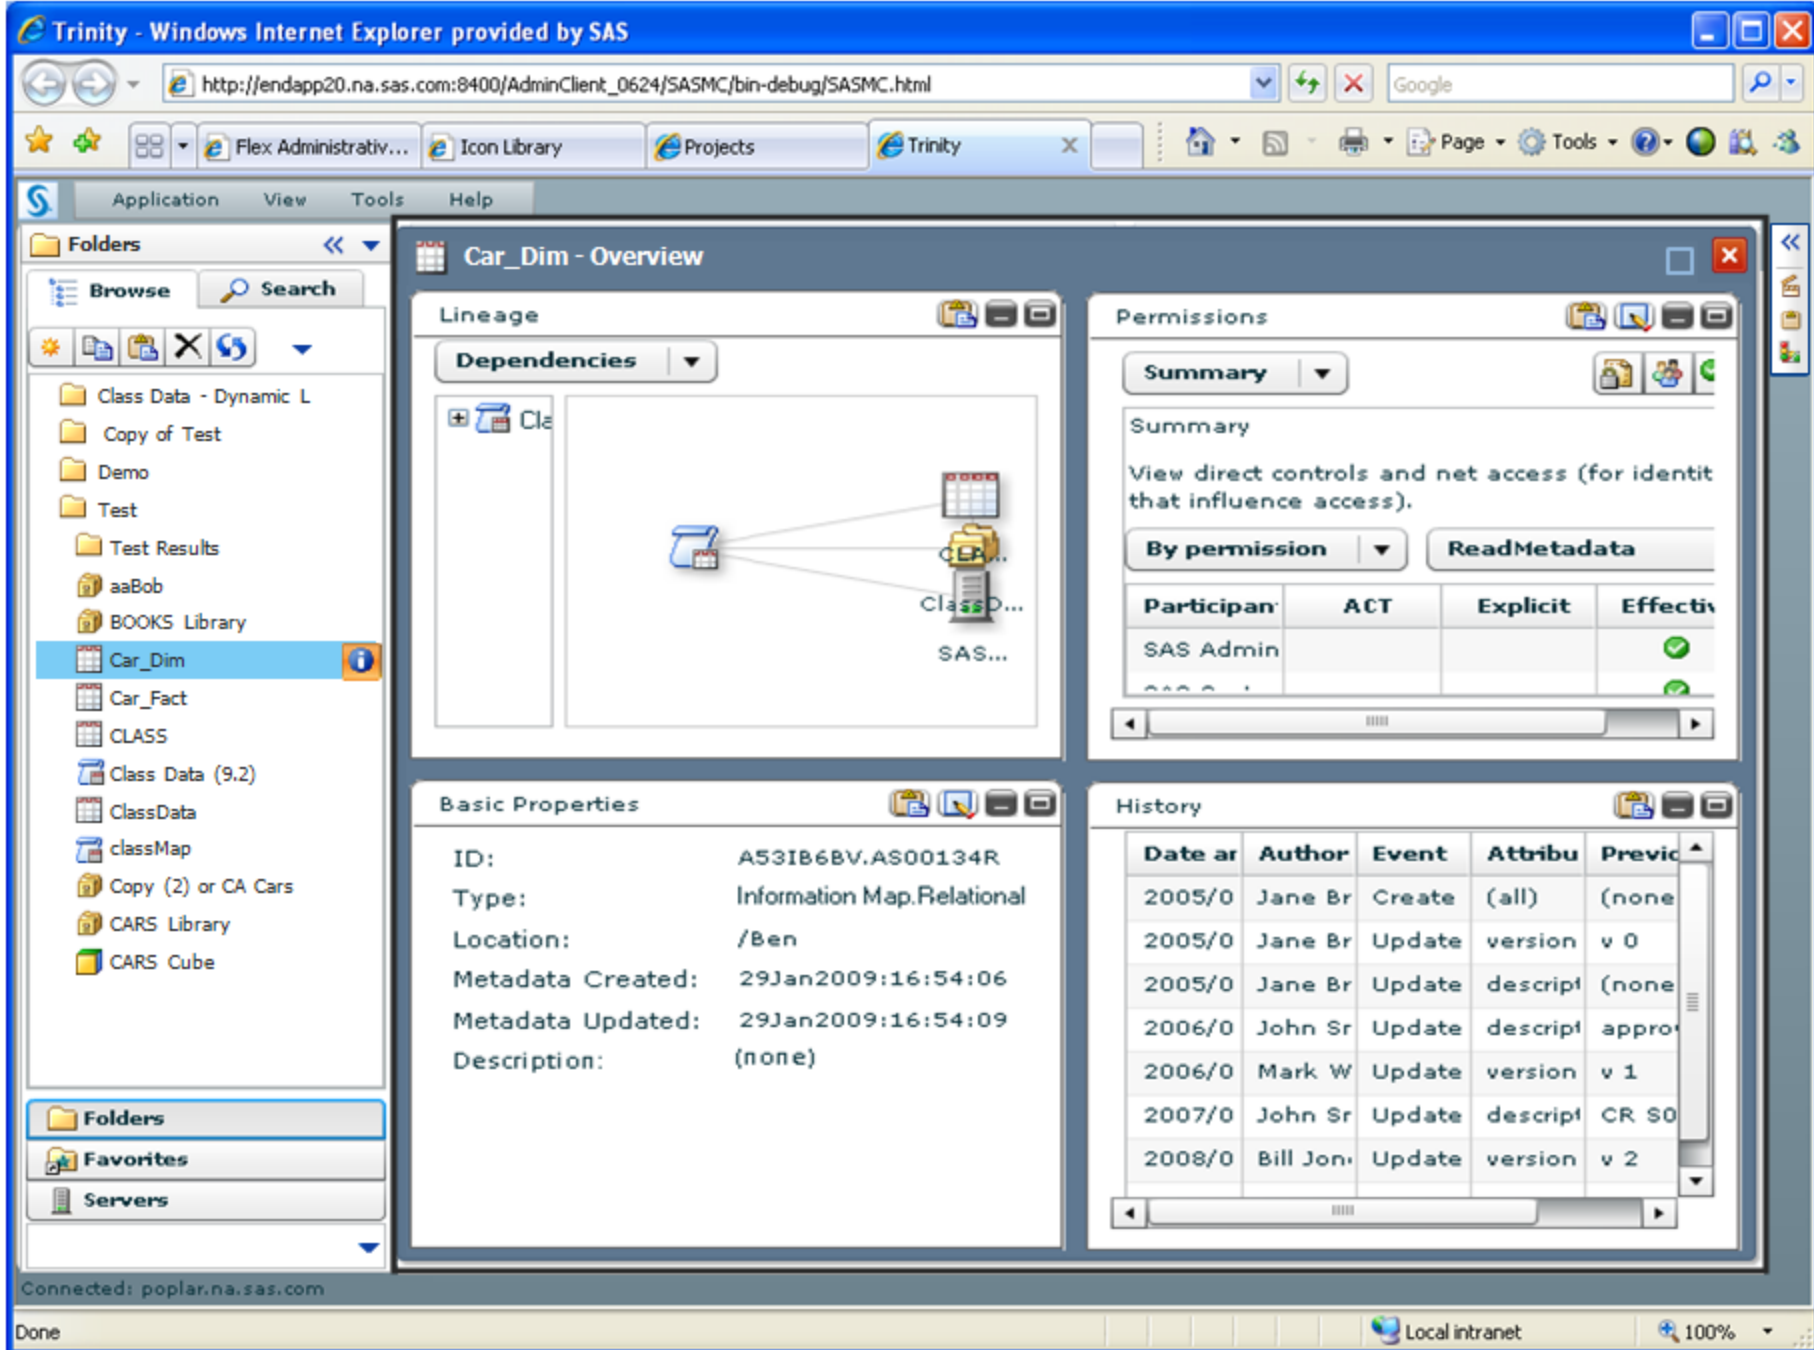 Trinity - Windows Internet Explorer provided by SAS
http://endapp20.na.sas.com:8400/AdminClient_0624/SASMC/bin-debug/SASMC.html
Google
Flex Administrativ... Icon Library Projects Trinity Page Tools
Application View Tools Help
Folders
Browse Search
Class Data - Dynamic L
Copy of Test
Demo
Test
Test Results
aaBob
BOOKS Library
Car_Dim
Car_Fact
CLASS
Class Data (9.2)
ClassData
classMap
Copy (2) or CA Cars
CARS Library
CARS Cube
Folders
Favorites
Servers
Car_Dim - Overview
Lineage
Dependencies
Cla
CLA...
ClassD...
SAS...
Permissions
Summary
Summary
View direct controls and net access (for identit
that influence access).
By permission ReadMetadata
Participan ACT Explicit Effectiv
SAS Admin
Basic Properties
ID: A53IB6BV.AS00134R
Type: Information Map.Relational
Location: /Ben
Metadata Created: 29Jan2009:16:54:06
Metadata Updated: 29Jan2009:16:54:09
Description: (none)
History
Date ar Author Event Attribu Previc
2005/0 Jane Br Create (all) (none
2005/0 Jane Br Update version v 0
2005/0 Jane Br Update descript (none
2006/0 John Sr Update descript approv
2006/0 Mark W Update version v 1
2007/0 John Sr Update descript CR S0
2008/0 Bill Jon Update version v 2
Connected: poplar.na.sas.com
Done Local intranet 100%